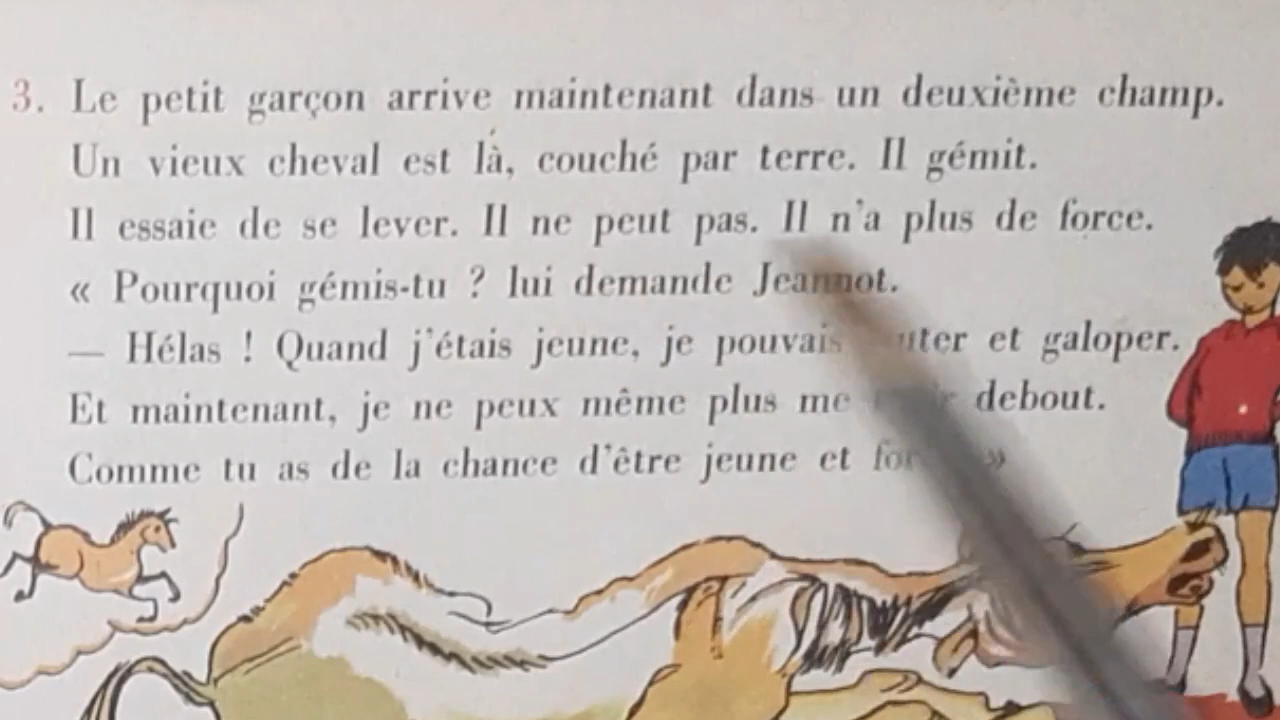 3. Le petit garçon arrive maintenant dans un deuxième champ.
Un vieux cheval est là, couché par terre. Il gémit.
Il essaie de se lever. Il ne peut pas. Il n'a plus de force.
« Pourquoi gémis-tu ? lui demande Jeannot.
— Hélas ! Quand j'étais jeune, je pouvais et galoper.
Et maintenant, je ne peux même plus me debout.
Comme tu as de la chance d'être jeune et »